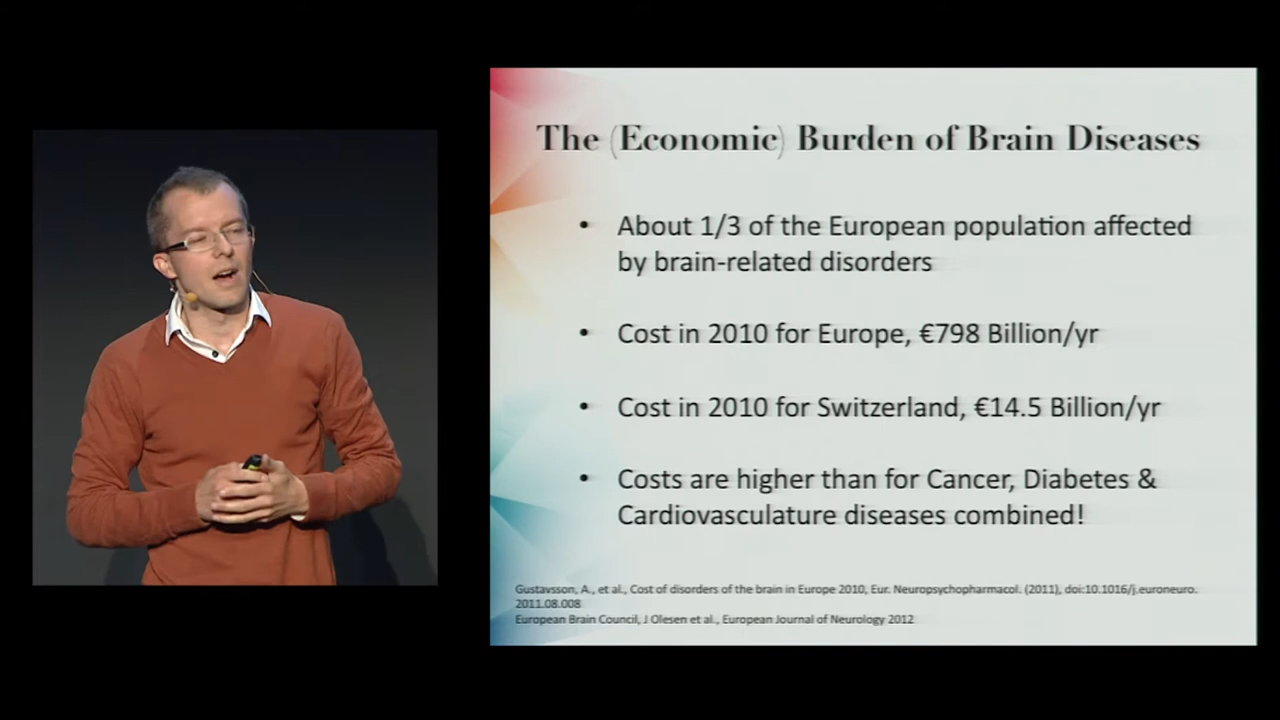 The (Economic) Burden of Brain Diseases
• About 1/3 of the European population affected
by brain-related disorders
• Cost in 2010 for Europe, €798 Billion/yr
• Cost in 2010 for Switzerland, €14.5 Billion/yr
• Costs are higher than for Cancer, Diabetes &
Cardiovasculature diseases combined!
Gustavsson, A., et al., Cost of disorders of the brain in Europe 2010, Eur. Neuropsychopharmacol. (2011), doi:10.1016/j.euroneuro.
2011.08.008
European Brain Council, J Olesen et al., European Journal of Neurology 2012